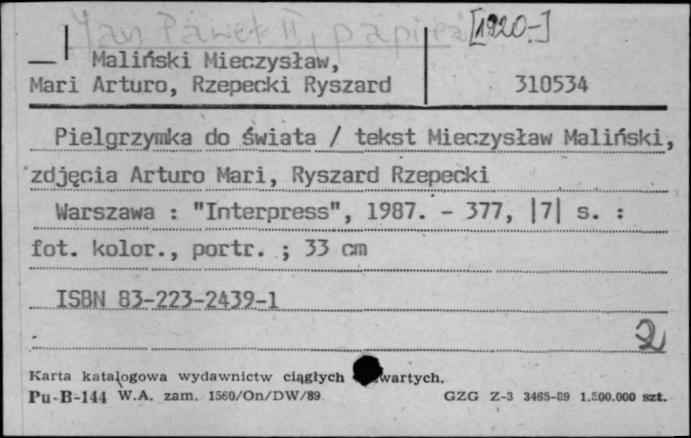 Jan Paweł II, papież [1920-]
— Maliński Mieczysław,
Mari Arturo, Rzepecki Ryszard 310534
Pielgrzymka do świata / tekst Mieczysław Maliński,
zdjęcia Arturo Mari, Ryszard Rzepecki
Warszawa : "Interpress", 1987. - 377, |7| s. :
fot. kolor., portr. ; 33 cm
ISBN 83-223-2439-1
2
Karta katalogowa wydawnictw ciągłych wartych.
Pu-B-144 W.A. zam. 1560/On/DW/89 GZG Z-3 3465-89 1.500.000 szt.